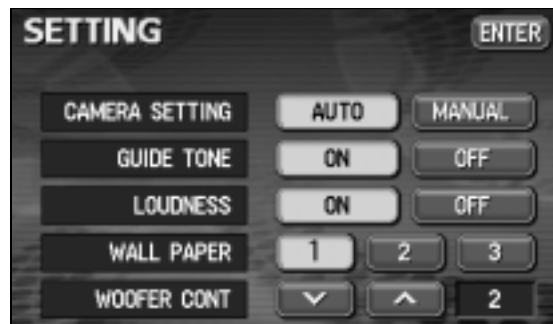 SETTING ENTER
CAMERA SETTING AUTO MANUAL
GUIDE TONE ON OFF
LOUDNESS ON OFF
WALL PAPER 1 2 3
WOOFER CONT 2